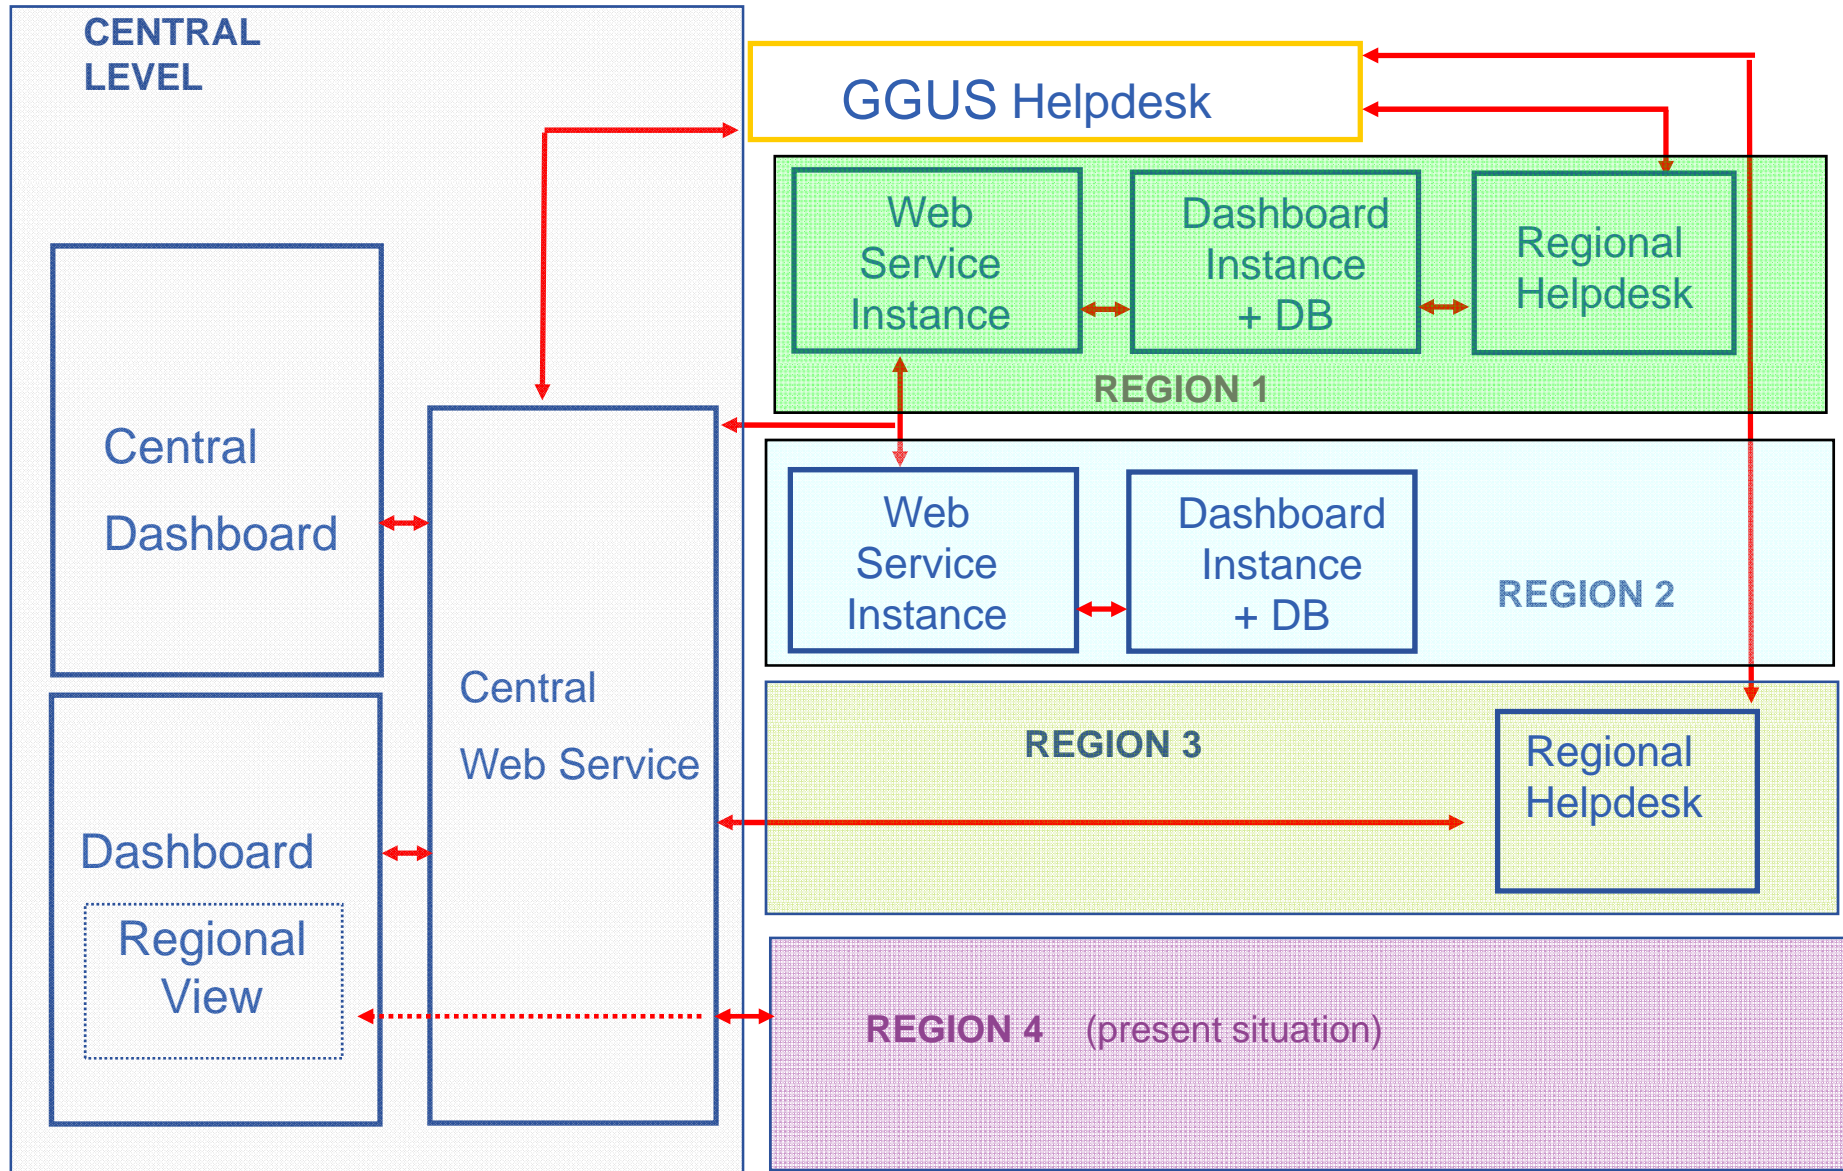 CENTRAL
LEVEL
GGUS Helpdesk
Web
Service
Instance
Dashboard
Instance
+ DB
Regional
Helpdesk
REGION 1
Central
Dashboard
Web
Service
Instance
Dashboard
Instance
+ DB
REGION 2
Central
Web Service
REGION 3
Regional
Helpdesk
Dashboard
Regional
View
REGION 4 (present situation)